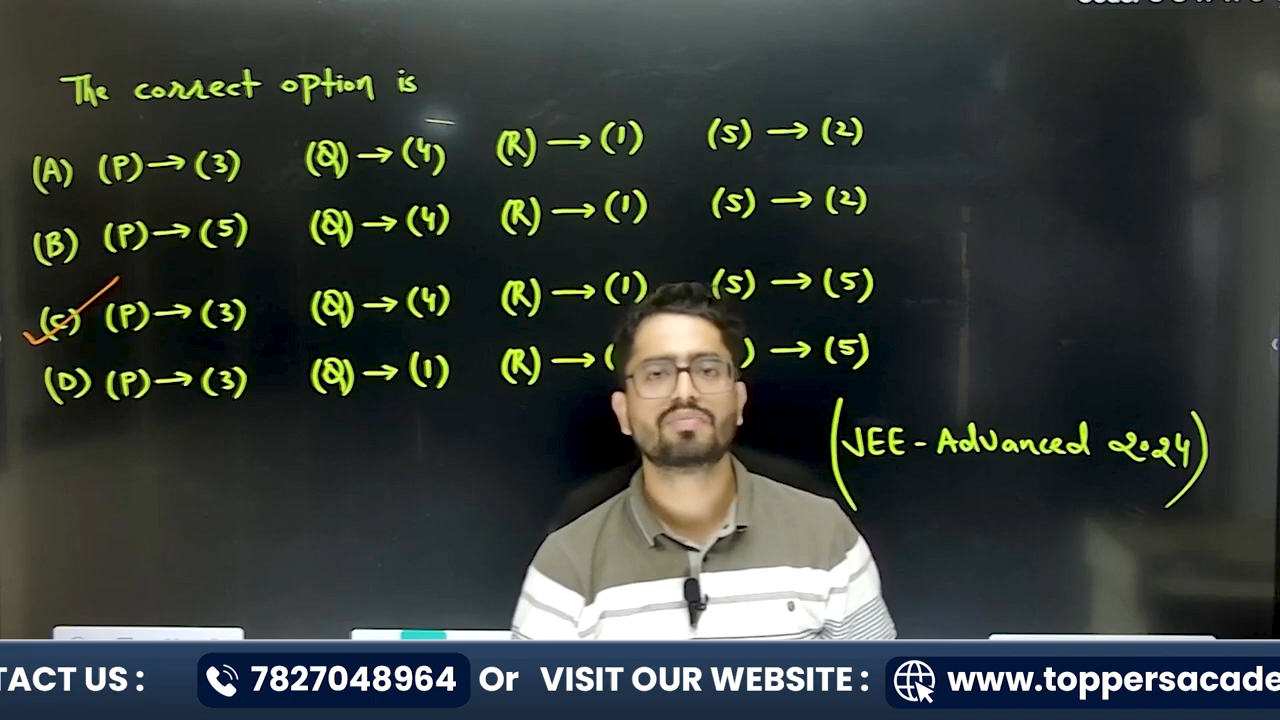 The correct option is
(A) (P) → (3) (Q) → (4) (R) → (1) (S) → (2)
(B) (P) → (5) (Q) → (4) (R) → (1) (S) → (2)
(C) (P) → (3) (Q) → (4) (R) → (1) (S) → (5)
(D) (P) → (3) (Q) → (1) (R) → ( ) → (5)
(JEE - Advanced 2024)
TACT US : 7827048964 Or VISIT OUR WEBSITE : www.toppersacade